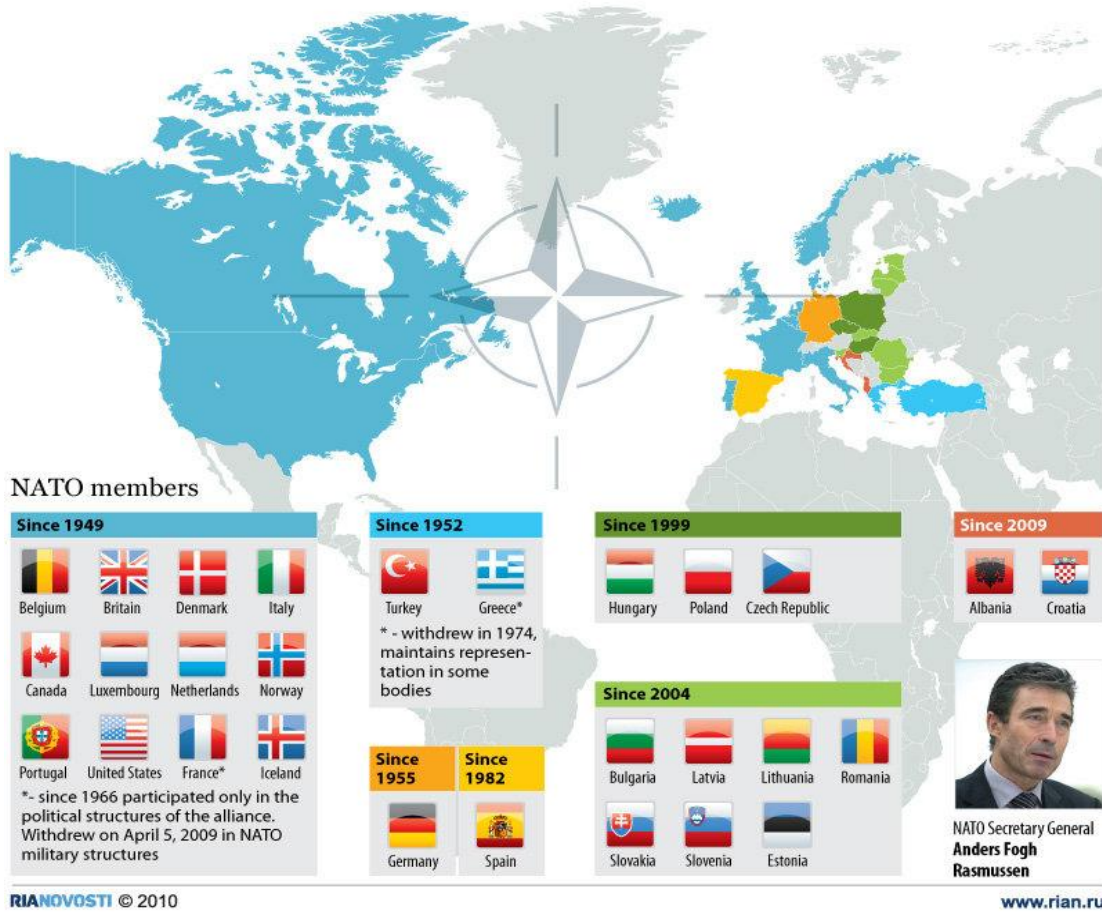 NATO members
Since 1949
Belgium Britain Denmark Italy
Canada Luxembourg Netherlands Norway
Portugal United States France* Iceland
*- since 1966 participated only in the
political structures of the alliance.
Withdrew on April 5, 2009 in NATO
military structures
Since 1952
Turkey Greece*
* - withdrew in 1974,
maintains represen-
tation in some
bodies
Since
1955
Germany
Since
1982
Spain
Since 1999
Hungary Poland Czech Republic
Since 2004
Bulgaria Latvia Lithuania Romania
Slovakia Slovenia Estonia
Since 2009
Albania Croatia
NATO Secretary General
Anders Fogh
Rasmussen
RIANOVOSTI © 2010
www.rian.ru